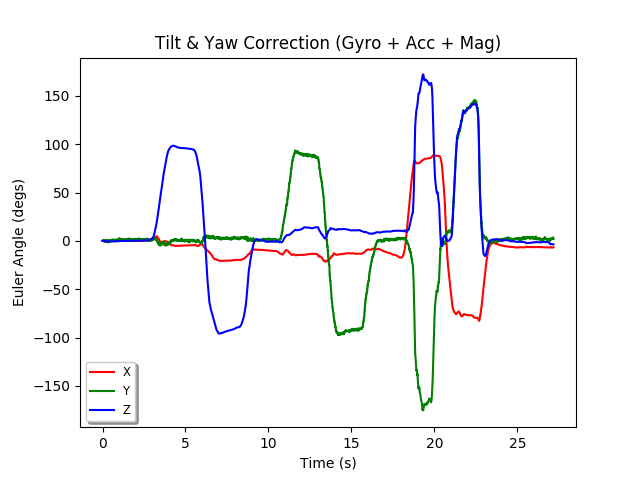 Tilt & Yaw Correction (Gyro + Acc + Mag)
Euler Angle (degs)
150
100
50
0
−50
−100
−150
X
Y
Z
0 5 10 15 20 25
Time (s)